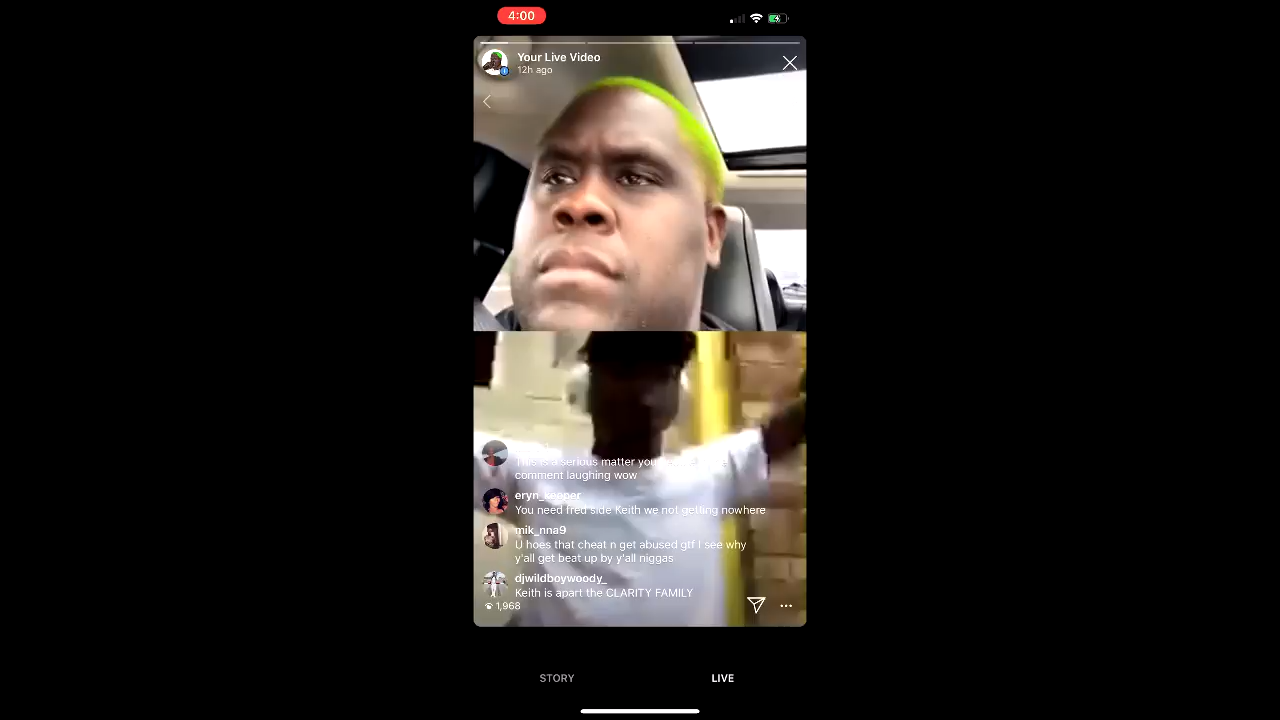 4:00
Your Live Video
12h ago
This is a serious matter you
comment laughing wow
eryn_
You need fred side Keith we not getting nowhere
mik_nna9
U hoes that cheat n get abused gtf I see why
y'all get beat up by y'all niggas
djwildboywoody_
Keith is apart the CLARITY FAMILY
1,968
STORY
LIVE